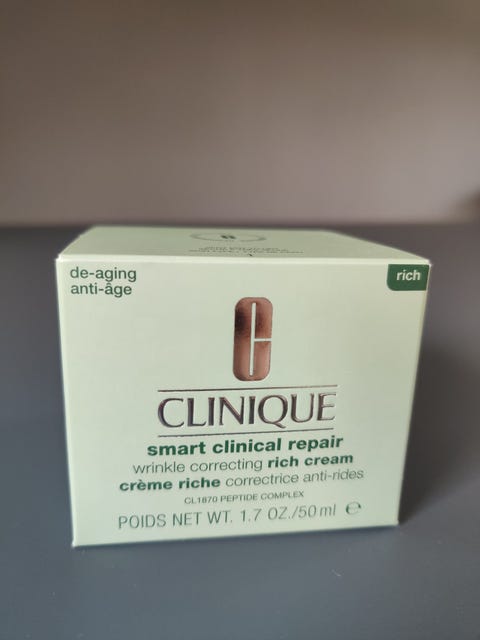 de-aging
anti-âge
rich
CLINIQUE
smart clinical repair
wrinkle correcting rich cream
crème riche correctrice anti-rides
CL1870 PEPTIDE COMPLEX
POIDS NET WT. 1.7 OZ./50 ml ℮